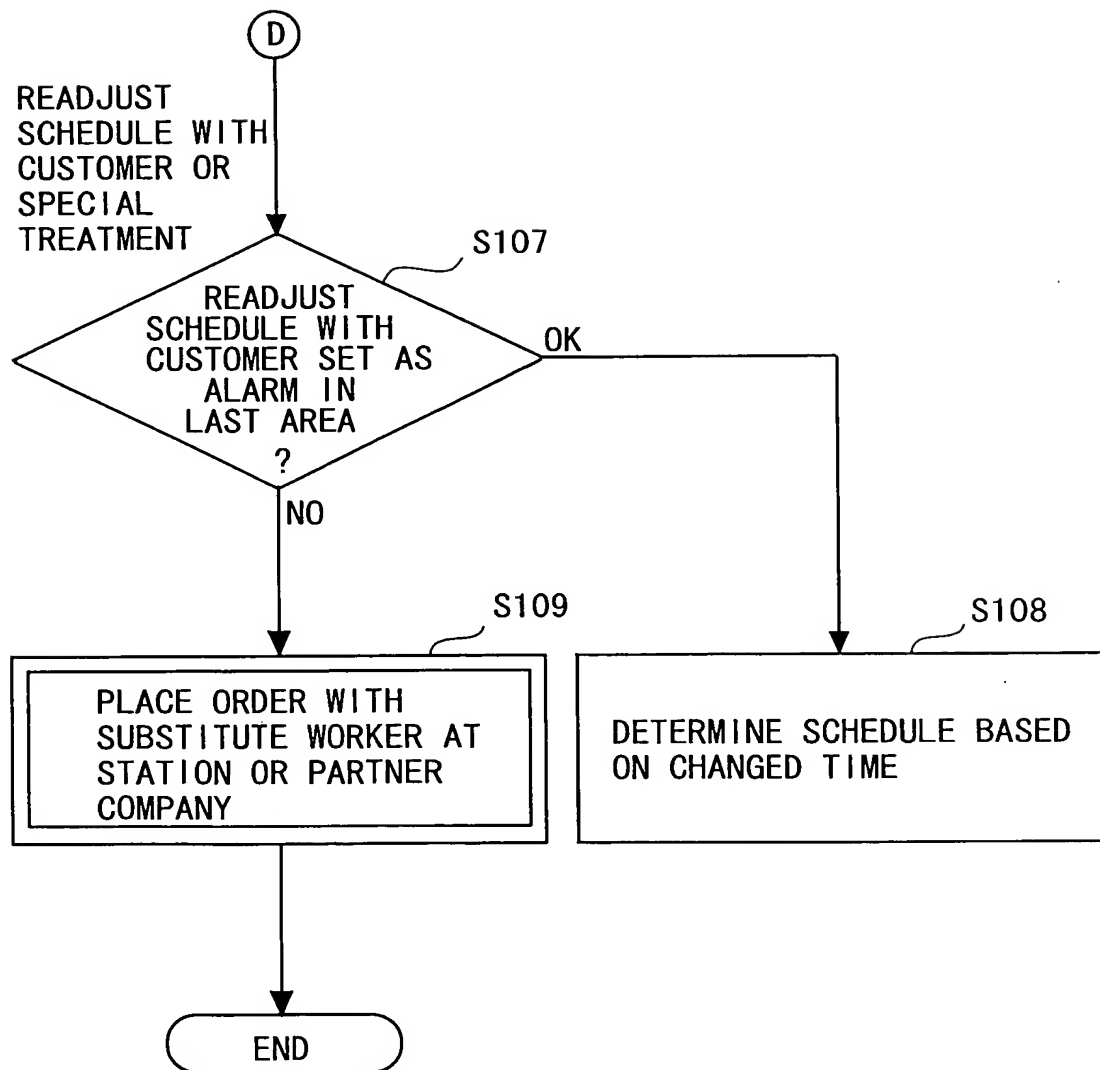 D
READJUST
SCHEDULE WITH
CUSTOMER OR
SPECIAL
TREATMENT
S107
READJUST
SCHEDULE WITH
CUSTOMER SET AS
ALARM IN
LAST AREA
?
OK
NO
S109
PLACE ORDER WITH
SUBSTITUTE WORKER AT
STATION OR PARTNER
COMPANY
S108
DETERMINE SCHEDULE BASED
ON CHANGED TIME
END